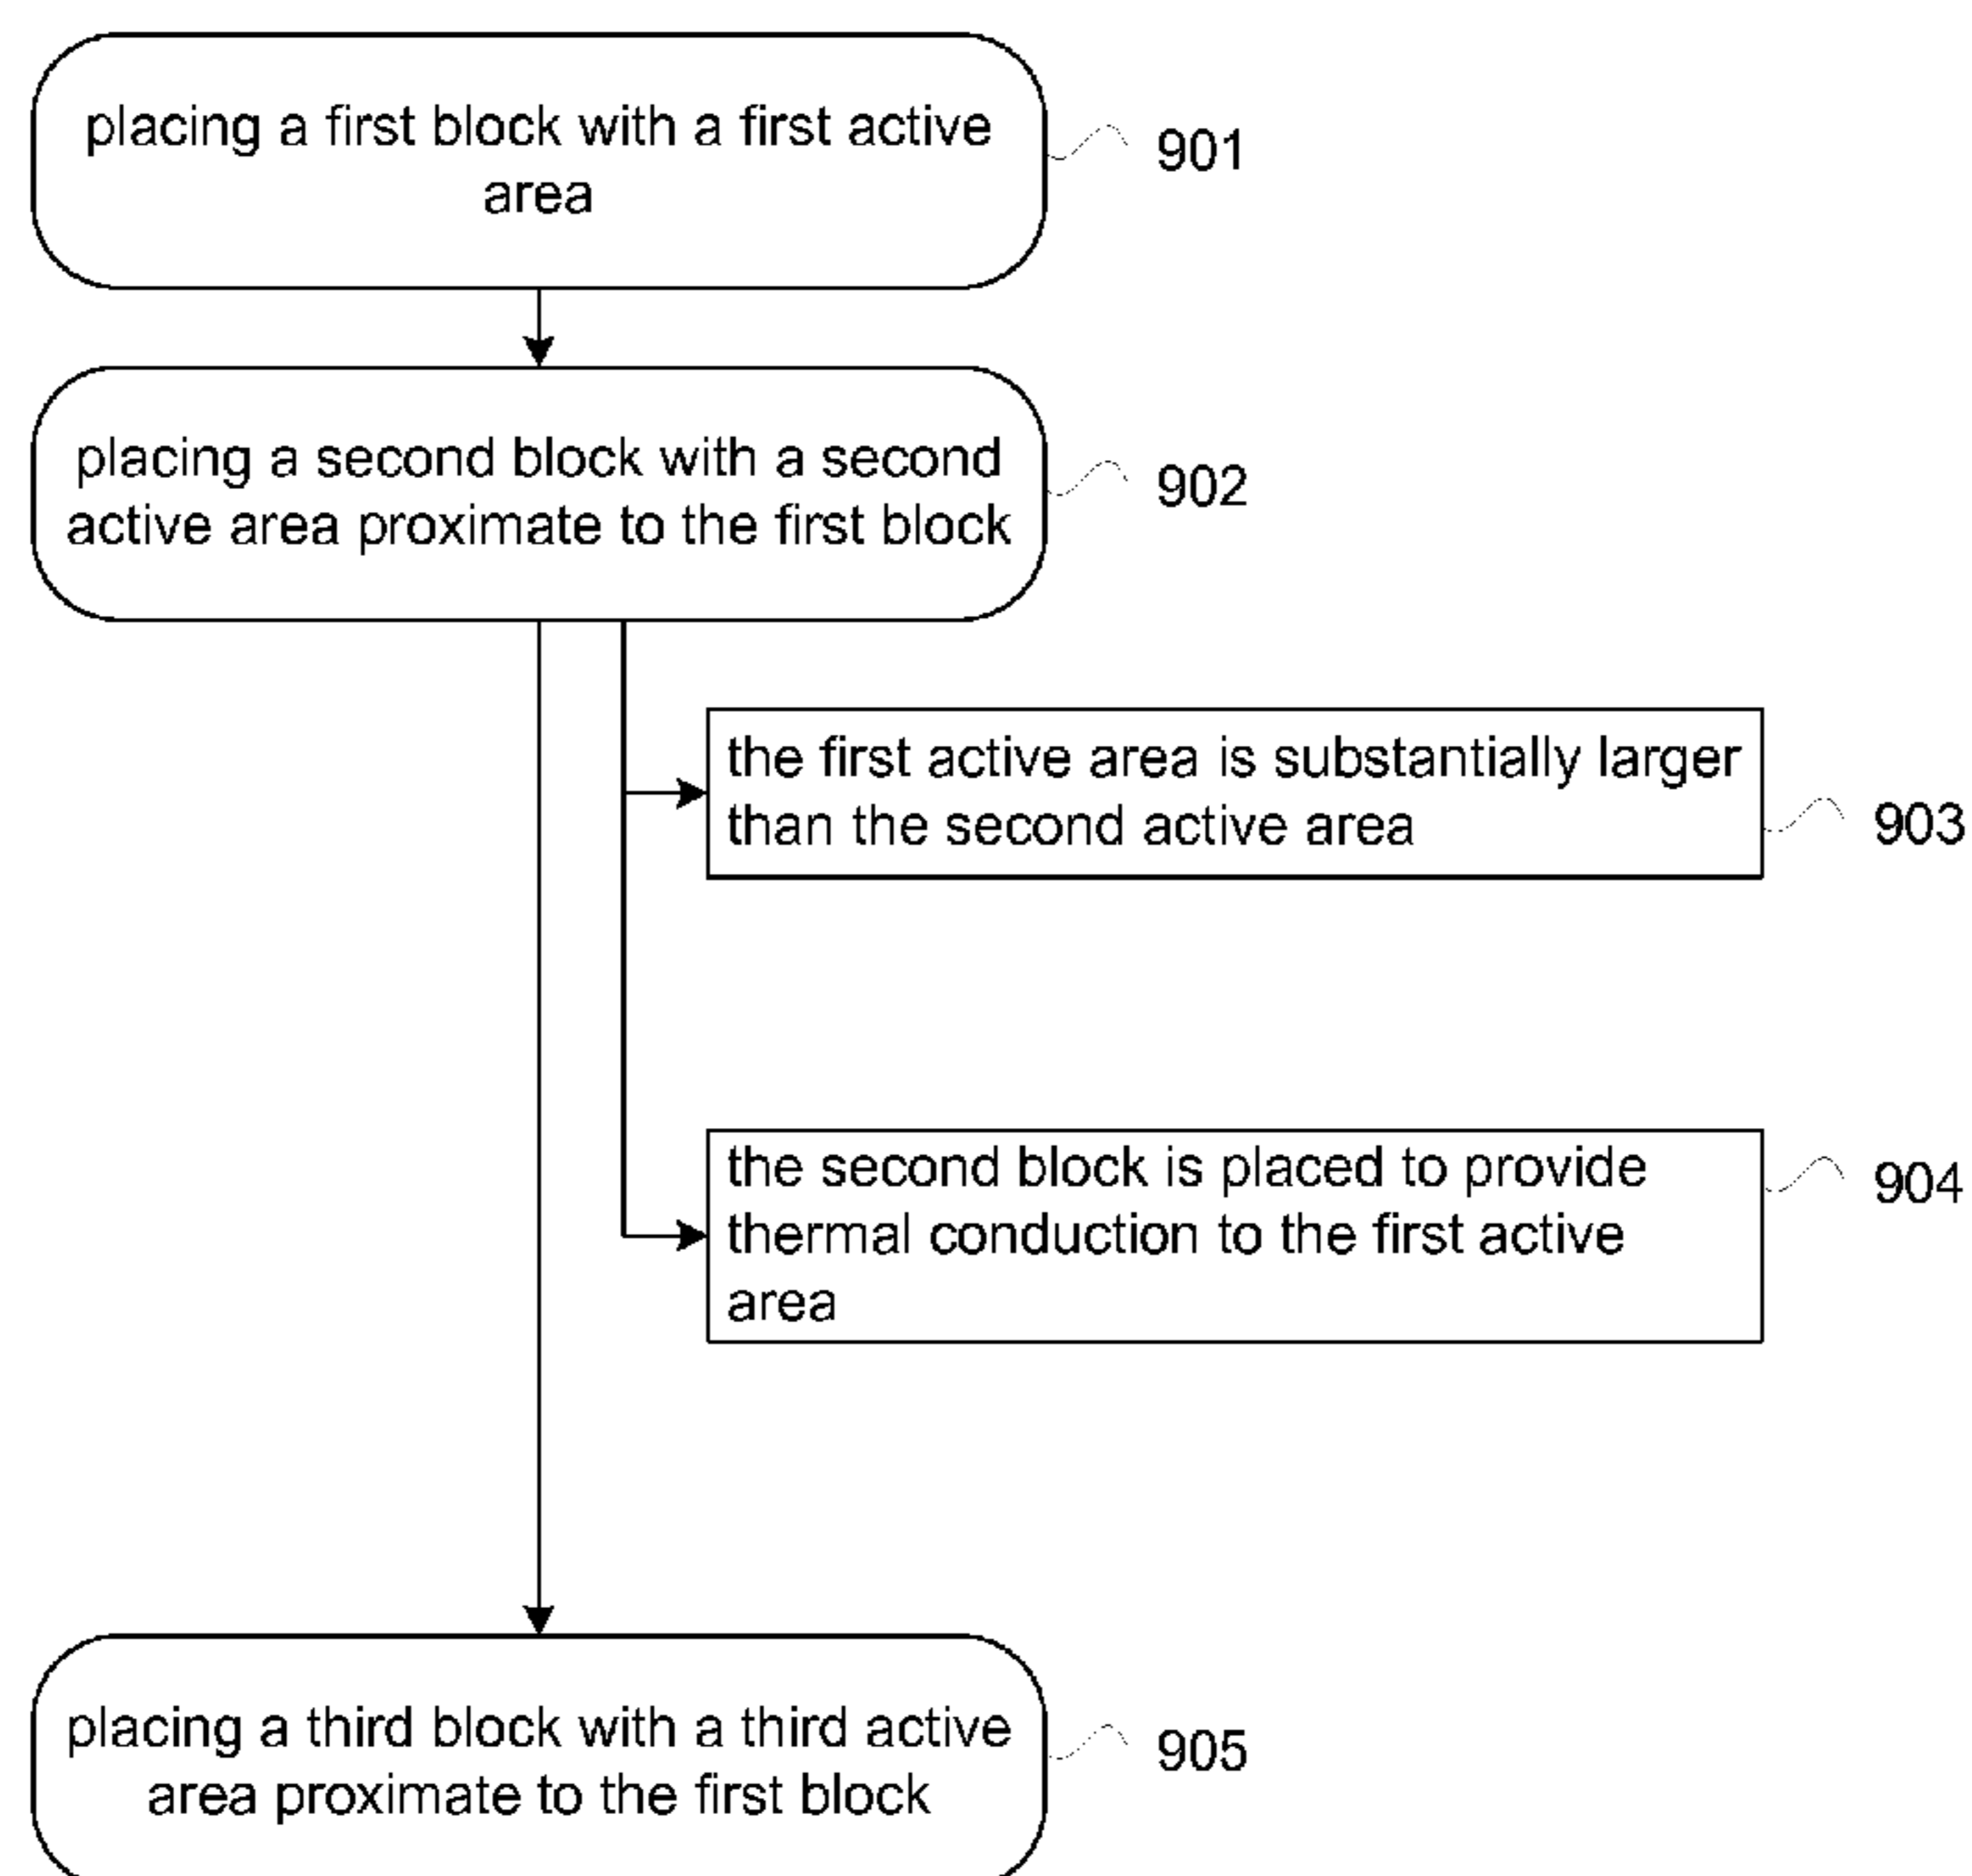 placing a first block with a first active
area
901
placing a second block with a second
active area proximate to the first block
902
the first active area is substantially larger
than the second active area
903
the second block is placed to provide
thermal conduction to the first active
area
904
placing a third block with a third active
area proximate to the first block
905